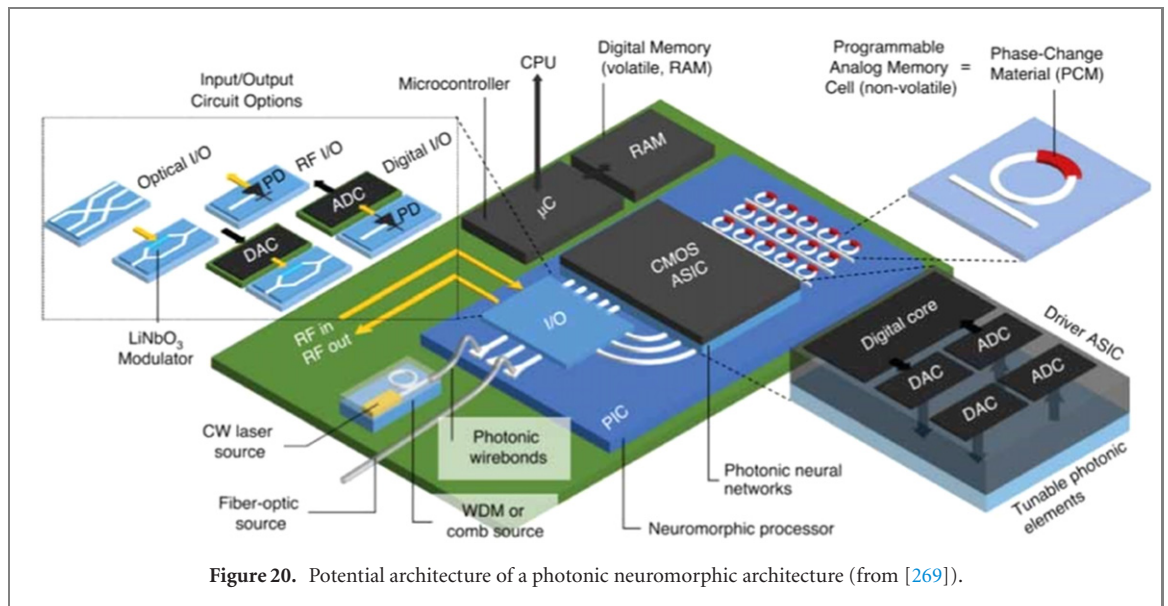 Input/Output
Circuit Options
Optical I/O
RF I/O
Digital I/O
PD
ADC
PD
DAC
LiNbO3
Modulator
Microcontroller
CPU
Digital Memory
(volatile, RAM)
RAM
µC
Programmable
Analog Memory =
Cell (non-volatile)
Phase-Change
Material (PCM)
CMOS
ASIC
I/O
RF in
RF out
PIC
Driver ASIC
Digital core
ADC
DAC
ADC
DAC
Tunable photonic
elements
CW laser
source
Photonic
wirebonds
Fiber-optic
source
WDM or
comb source
Photonic neural
networks
Neuromorphic processor
Figure 20. Potential architecture of a photonic neuromorphic architecture (from [269]).